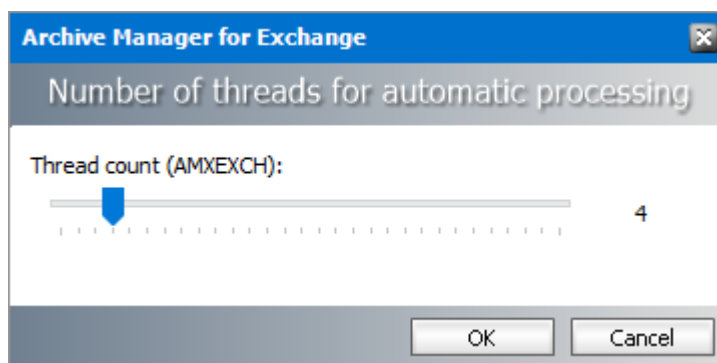 Archive Manager for Exchange
Number of threads for automatic processing
Thread count (AMXEXCH):
4
OK
Cancel